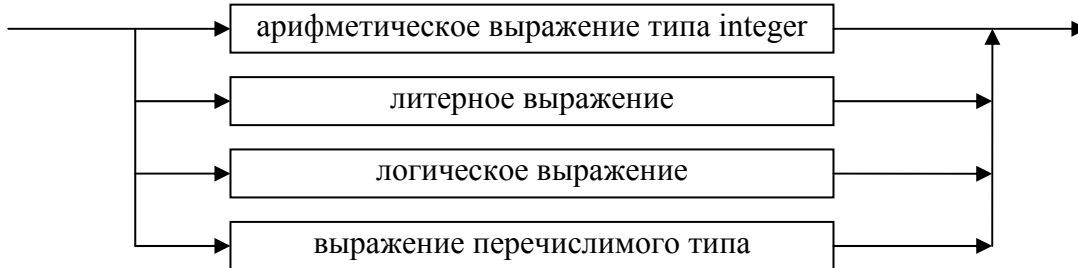 арифметическое выражение типа integer
литерное выражение
логическое выражение
выражение перечислимого типа